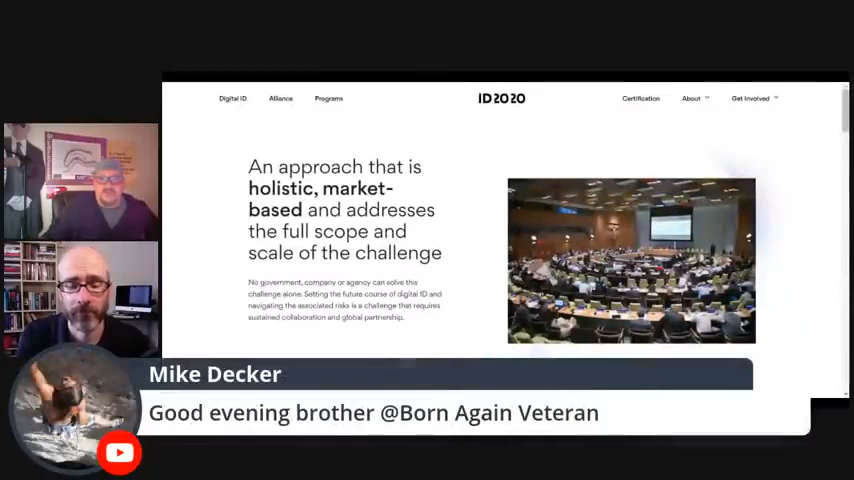 Digital ID Alliance Programs ID2020 Certification About Get Involved
An approach that is
holistic, market-
based and addresses
the full scope and
scale of the challenge
No government, company or agency can solve this
challenge alone. Setting the future course of digital ID and
navigating the associated risks is a challenge that requires
sustained collaboration and global partnership.
Mike Decker
Good evening brother @Born Again Veteran